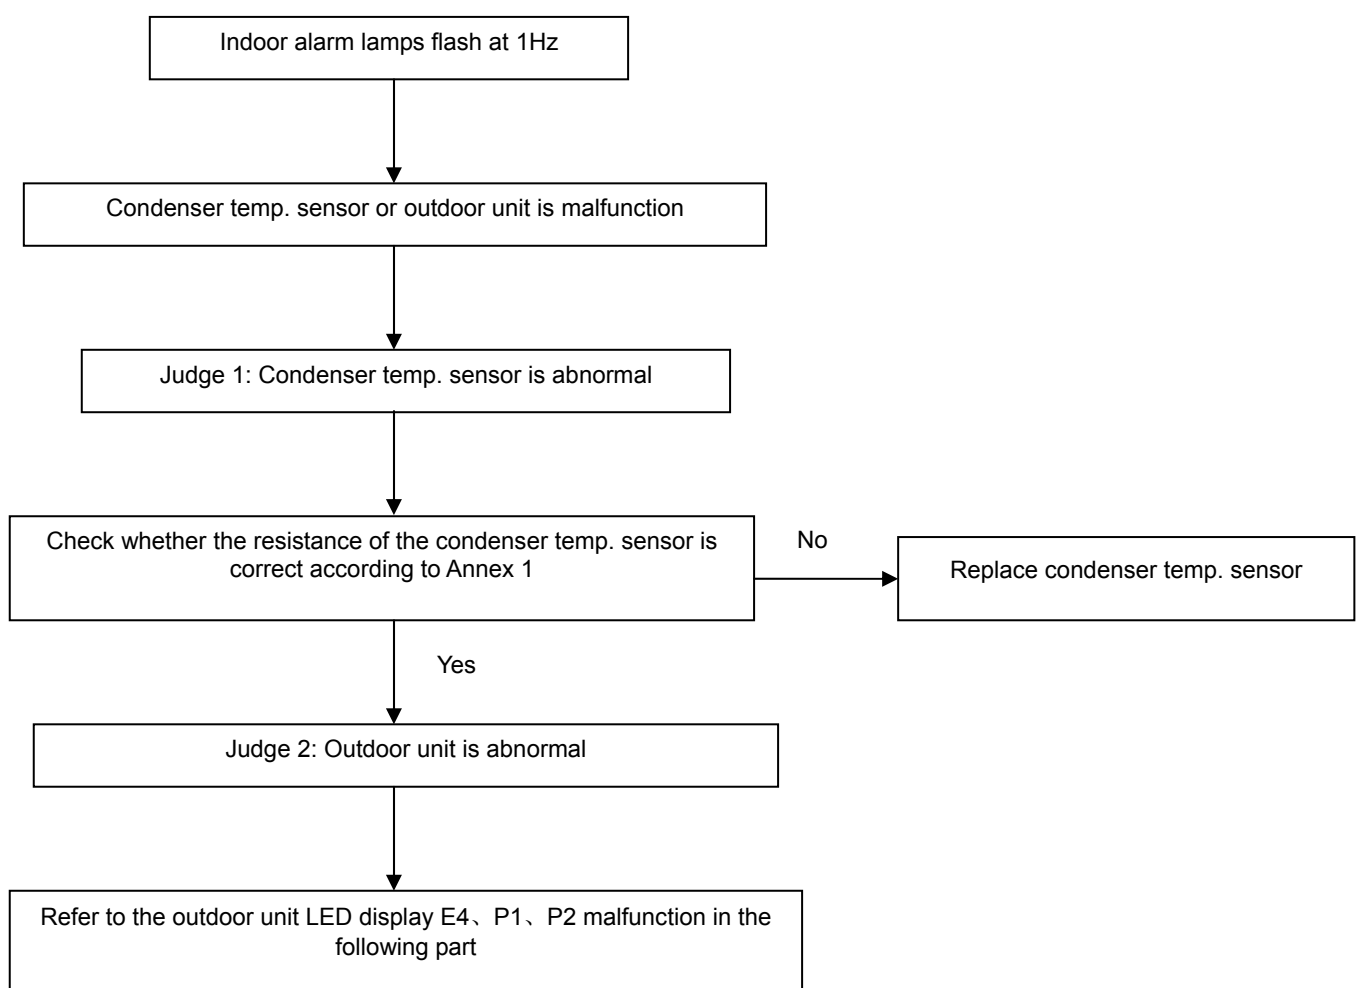 Indoor alarm lamps flash at 1Hz
Condenser temp. sensor or outdoor unit is malfunction
Judge 1: Condenser temp. sensor is abnormal
Check whether the resistance of the condenser temp. sensor is
correct according to Annex 1
No
Replace condenser temp. sensor
Yes
Judge 2: Outdoor unit is abnormal
Refer to the outdoor unit LED display E4、P1、P2 malfunction in the
following part